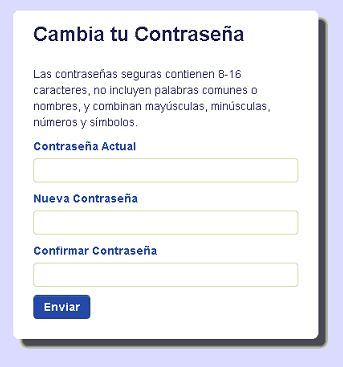 Cambia tu Contraseña
Las contraseñas seguras contienen 8-16
caracteres, no incluyen palabras comunes o
nombres, y combinan mayúsculas, minúsculas,
números y símbolos.
Contraseña Actual
Nueva Contraseña
Confirmar Contraseña
Enviar